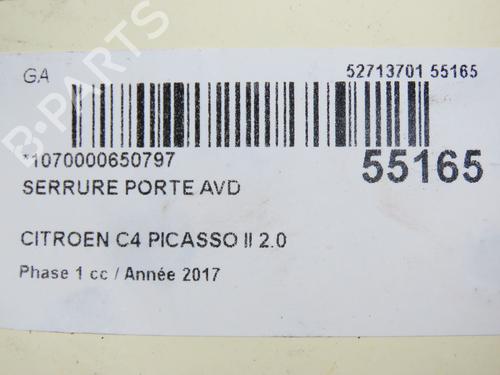 GA
52713701 55165
*1070000650797
55165
SERRURE PORTE AVD
CITROEN C4 PICASSO II 2.0
Phase 1 cc / Année 2017
B-PARTS